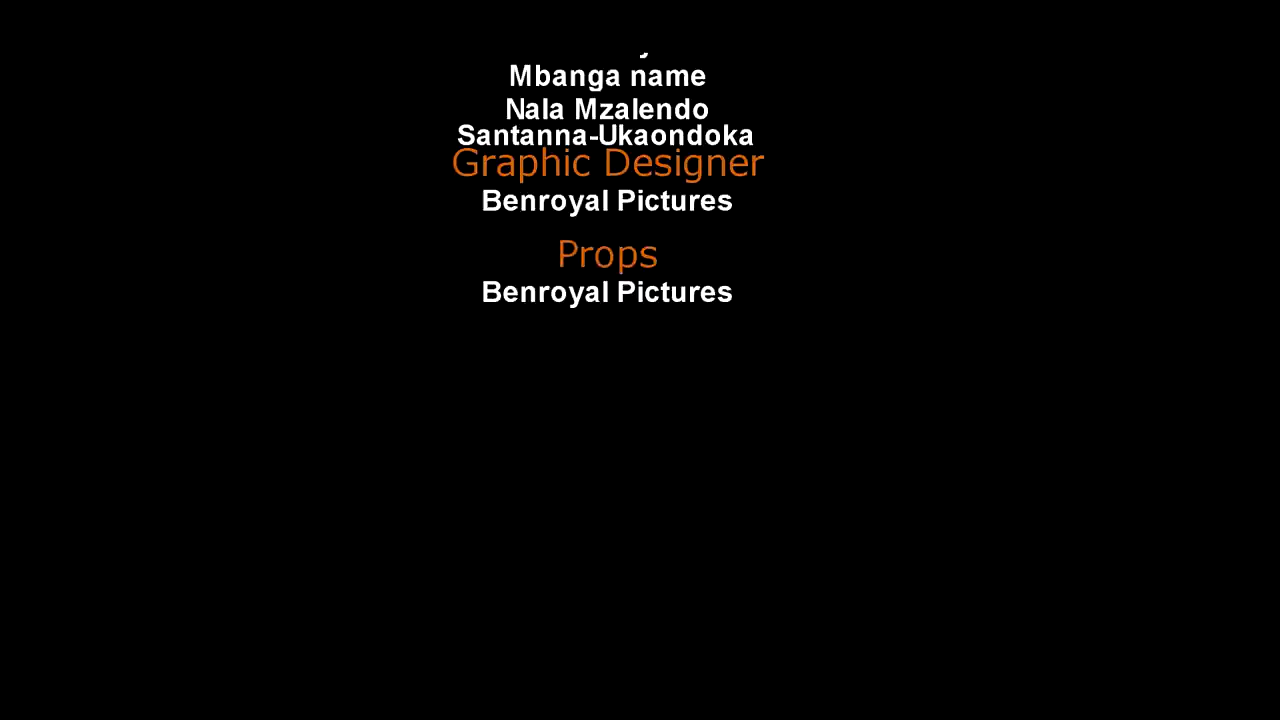 Mbanga name
Nala Mzalendo
Santanna-Ukaondoka
Graphic Designer
Benroyal Pictures
Props
Benroyal Pictures